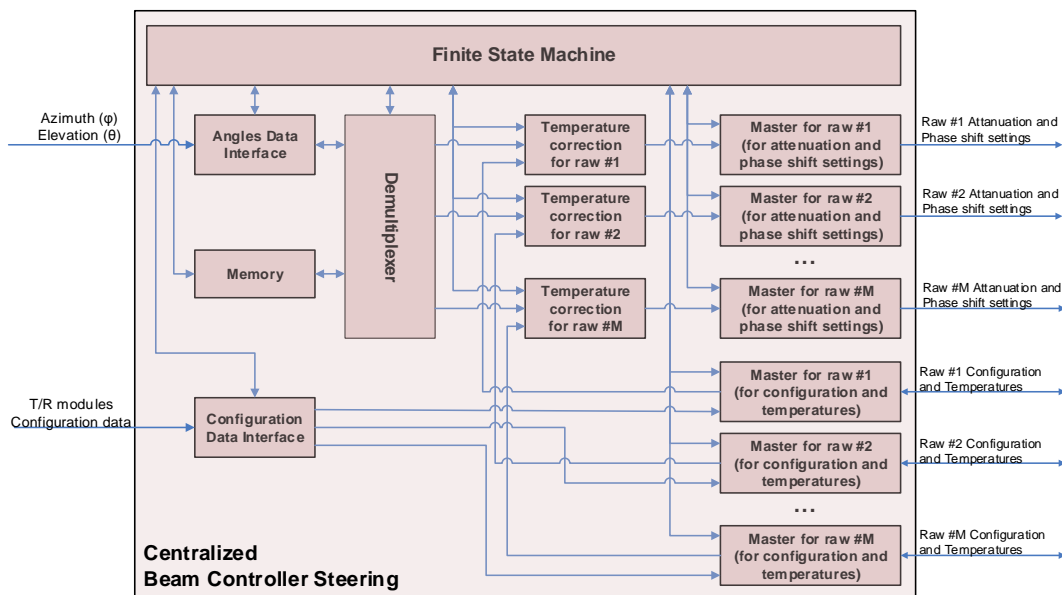 Finite State Machine
Azimuth (φ)
Elevation (θ)
Angles Data
Interface
Demultiplexer
Temperature
correction
for raw #1
Master for raw #1
(for attenuation and
phase shift settings)
Raw #1 Attanuation and
Phase shift settings
Temperature
correction
for raw #2
Master for raw #2
(for attenuation and
phase shift settings)
Raw #2 Attanuation and
Phase shift settings
...
Memory
Temperature
correction
for raw #M
Master for raw #M
(for attenuation and
phase shift settings)
Raw #M Attanuation and
Phase shift settings
Master for raw #1
(for configuration and
temperatures)
Raw #1 Configuration
and Temperatures
T/R modules
Configuration data
Configuration
Data Interface
Master for raw #2
(for configuration and
temperatures)
Raw #2 Configuration
and Temperatures
...
Master for raw #M
(for configuration and
temperatures)
Raw #M Configuration
and Temperatures
Centralized
Beam Controller Steering